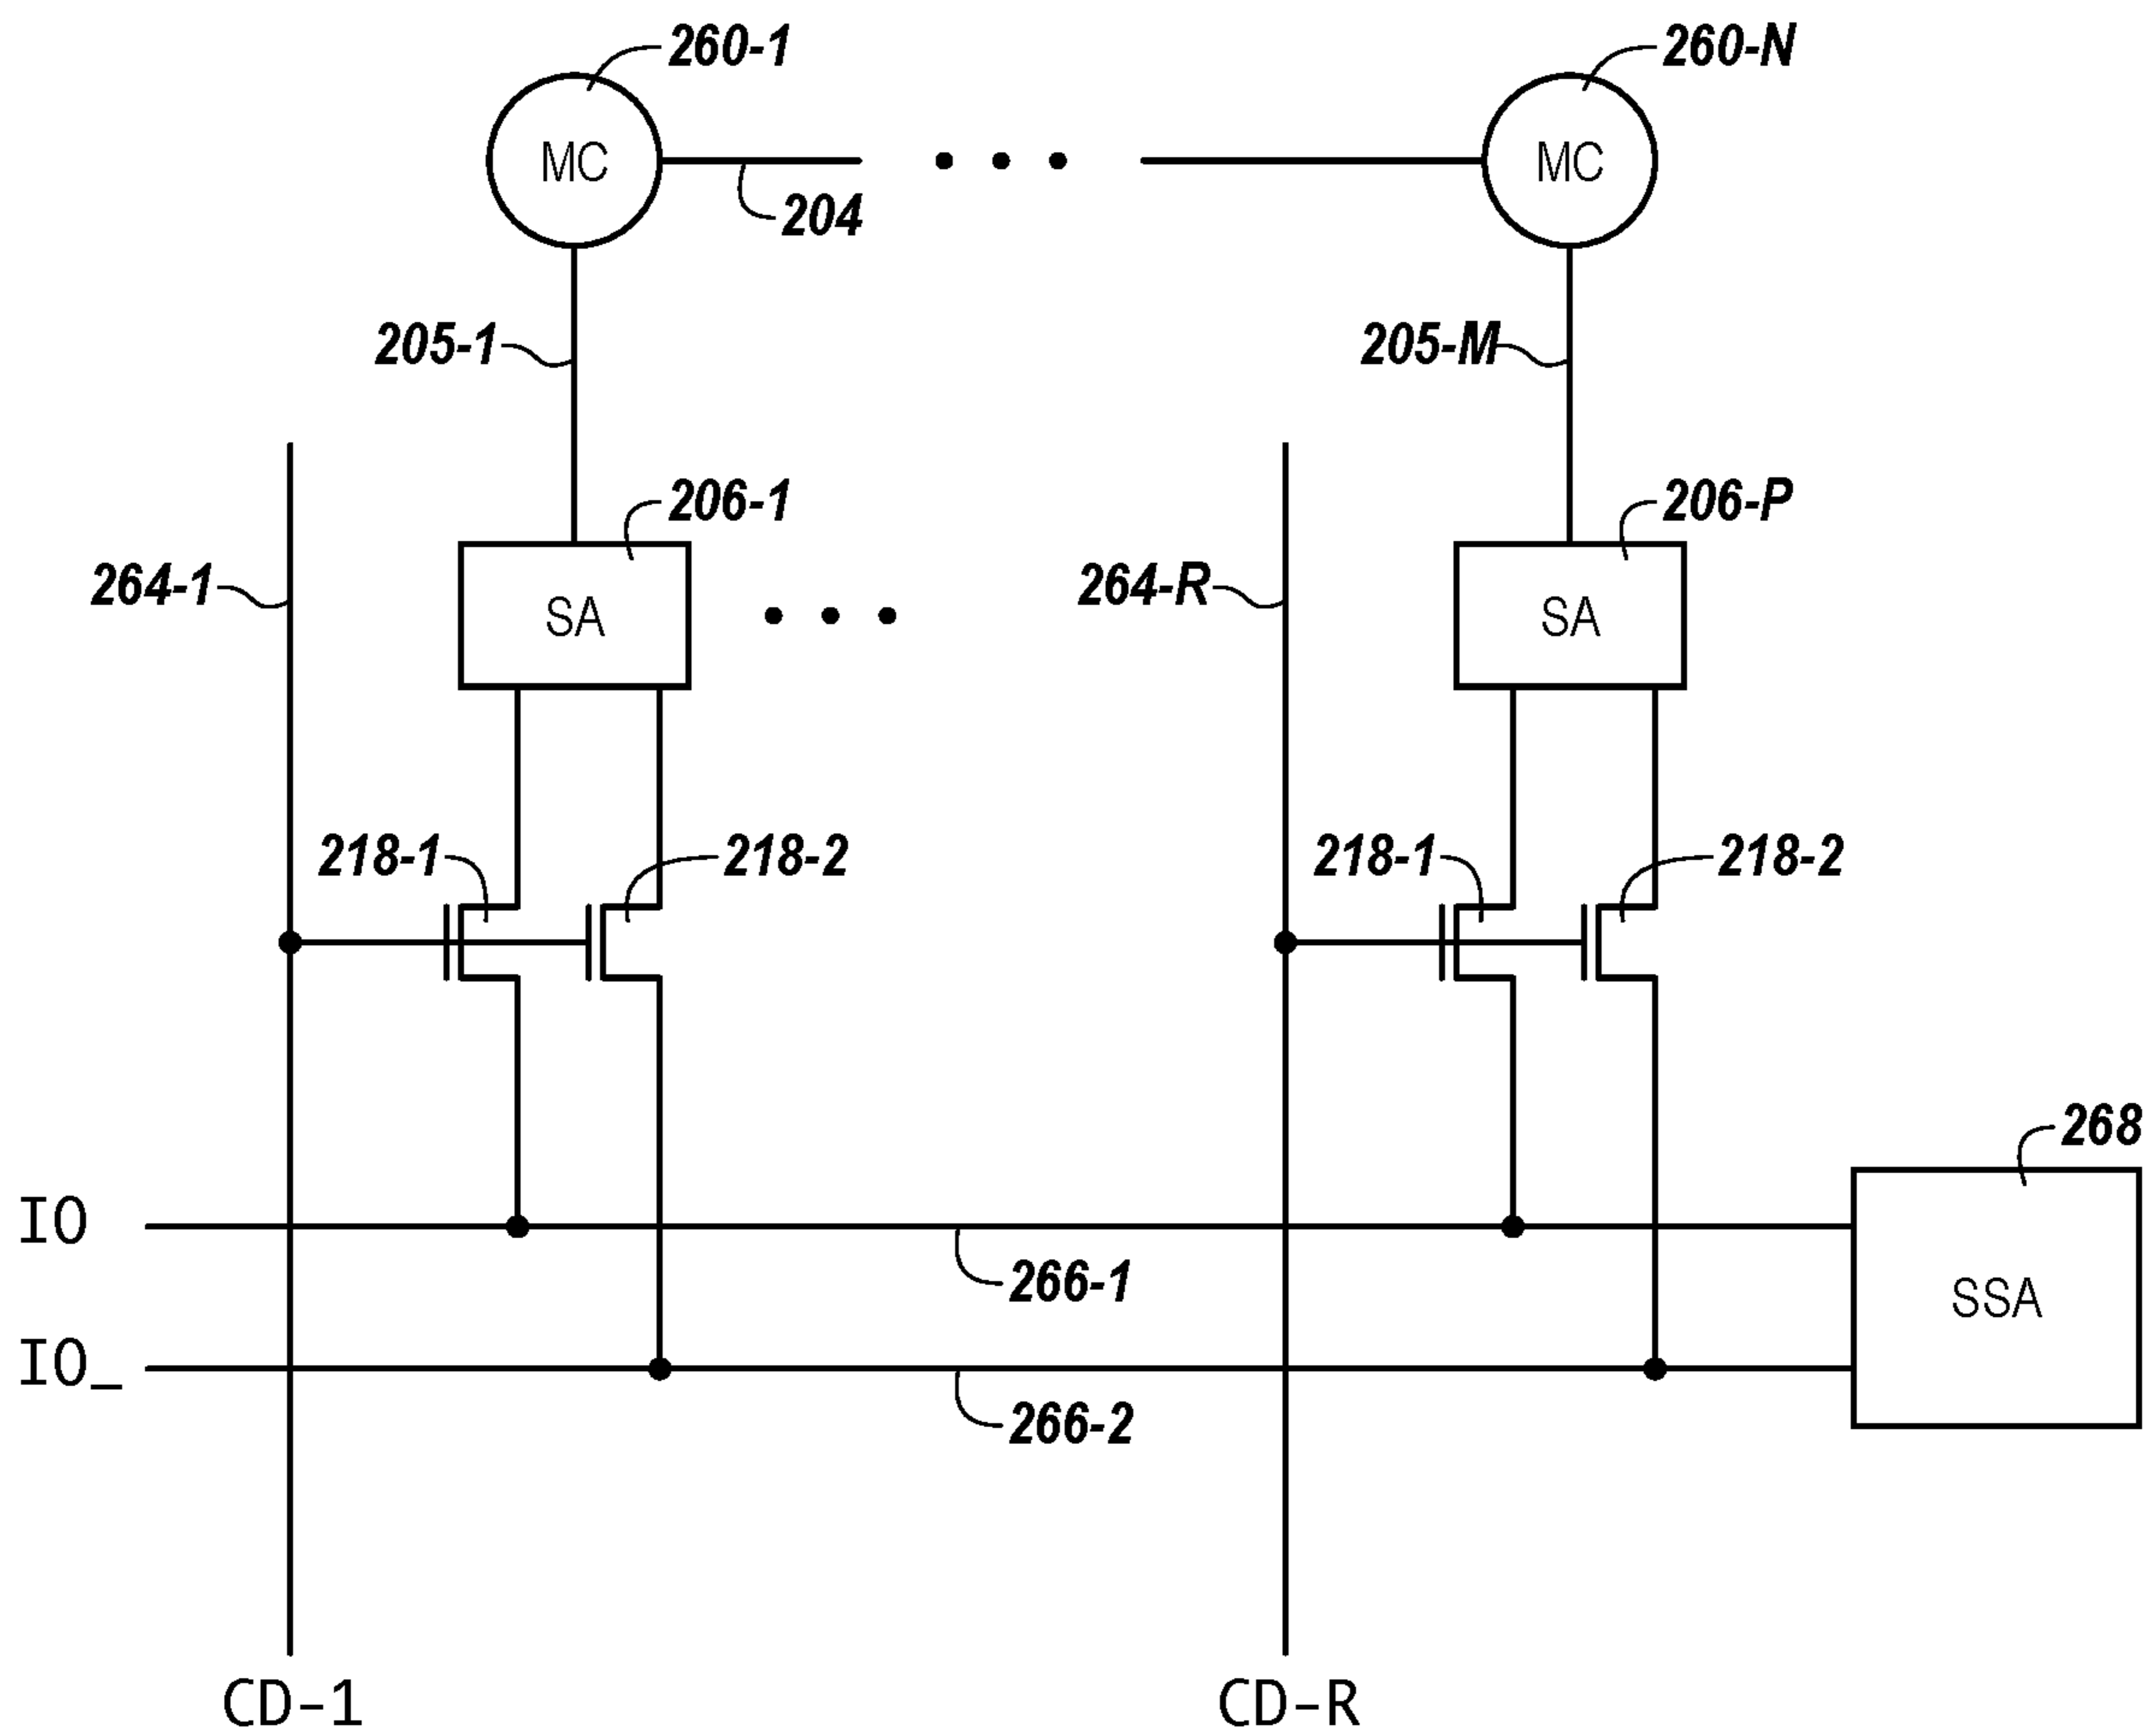 260-1
260-N
MC
MC
204
205-1
205-M
206-1
206-P
264-1
264-R
SA
SA
218-1
218-2
218-1
218-2
268
IO
266-1
SSA
IO_
266-2
CD-1
CD-R